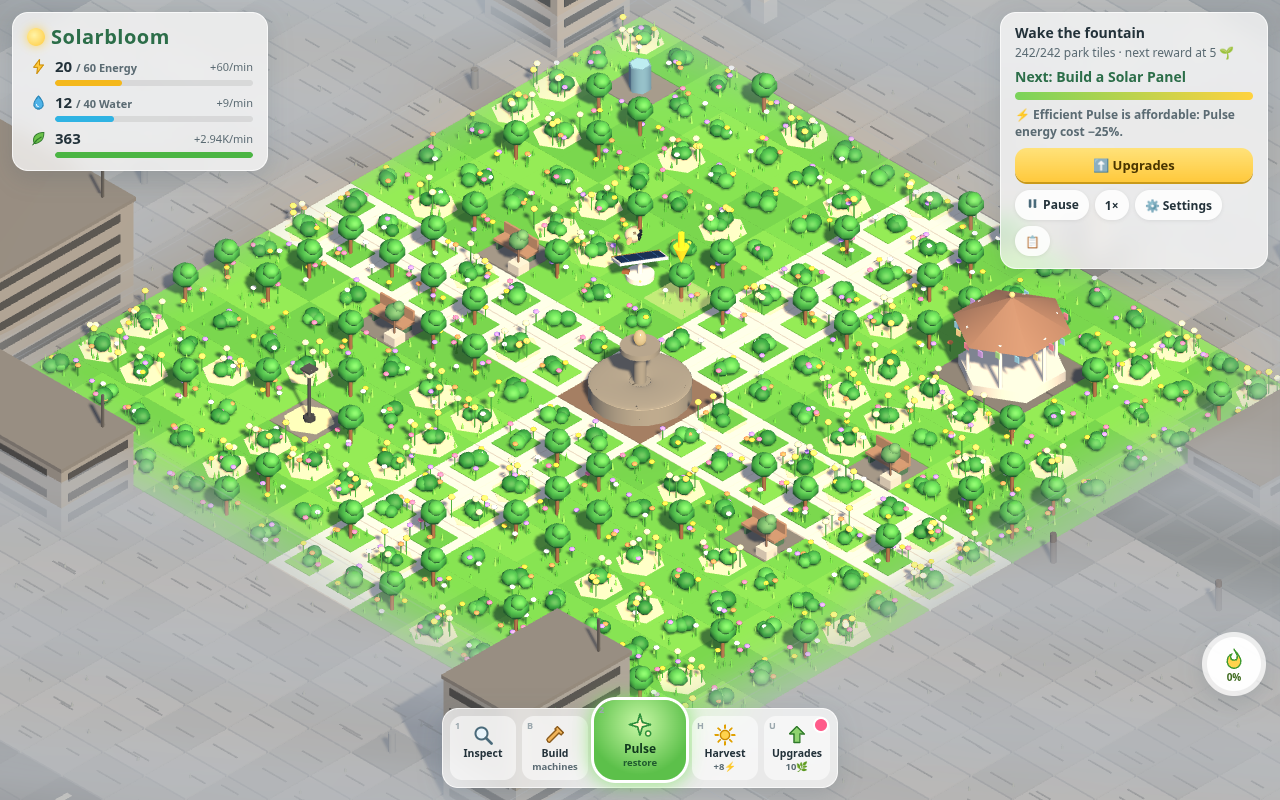 Solarbloom
20 / 60 Energy +60/min
12 / 40 Water +9/min
363 +2.94K/min
Wake the fountain
242/242 park tiles · next reward at 5 🌱
Next: Build a Solar Panel
⚡ Efficient Pulse is affordable: Pulse
energy cost −25%.
⬆️ Upgrades
⏸ Pause 1× ⚙️ Settings
📋
0%
1 Inspect
B Build
machines
Pulse
restore
H Harvest
+8⚡
U Upgrades
10🌿